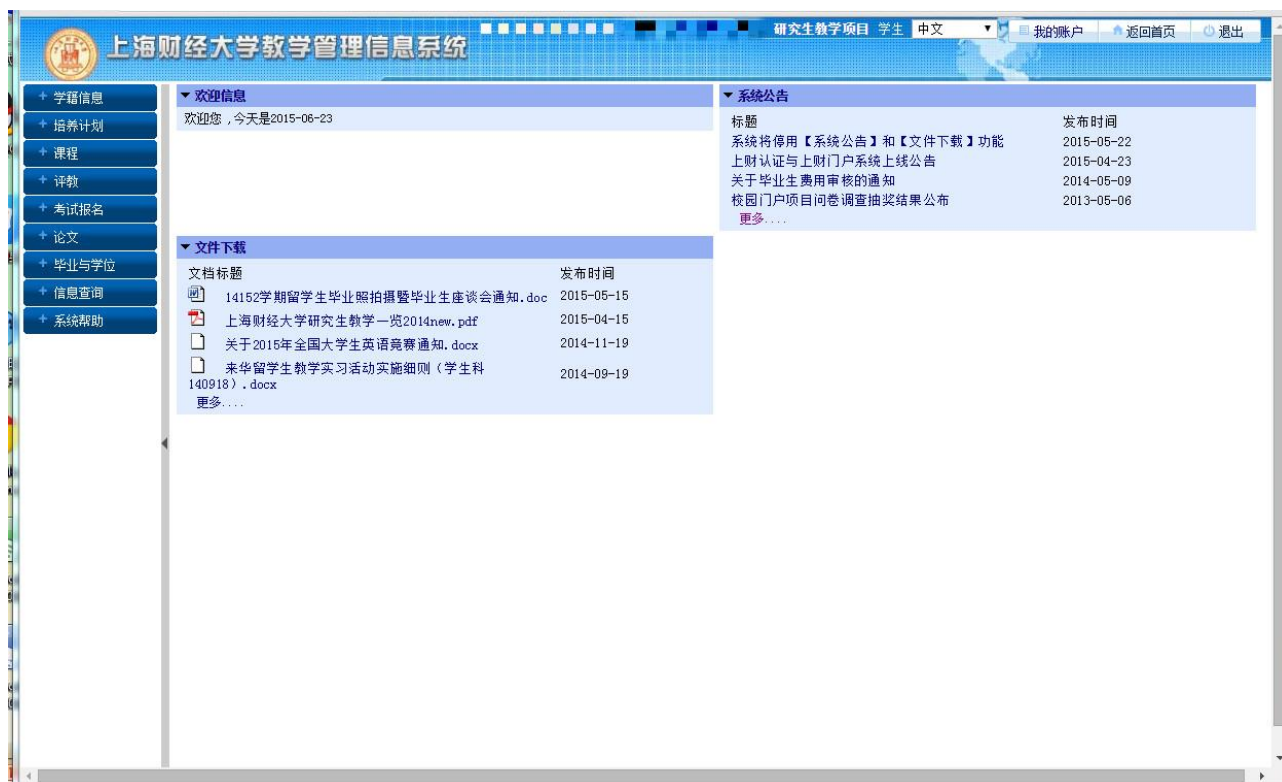 上海财经大学教学管理信息系统
研究生教学项目 学生 中文 我的账户 返回首页 退出
学籍信息
培养计划
课程
评教
考试报名
论文
毕业与学位
信息查询
系统帮助
欢迎信息
欢迎您 ,今天是2015-06-23
系统公告
标题 发布时间
系统将停用【系统公告】和【文件下载】功能 2015-05-22
上财认证与上财门户系统上线公告 2015-04-23
关于毕业生费用审核的通知 2014-05-09
校园门户项目问卷调查抽奖结果公布 2013-05-06
更多....
文件下载
文档标题 发布时间
14152学期留学生毕业照拍摄暨毕业生座谈会通知.doc 2015-05-15
上海财经大学研究生教学一览2014new.pdf 2015-04-15
关于2015年全国大学生英语竞赛通知.docx 2014-11-19
来华留学生教学实习活动实施细则（学生科 2014-09-19
140918）.docx
更多....